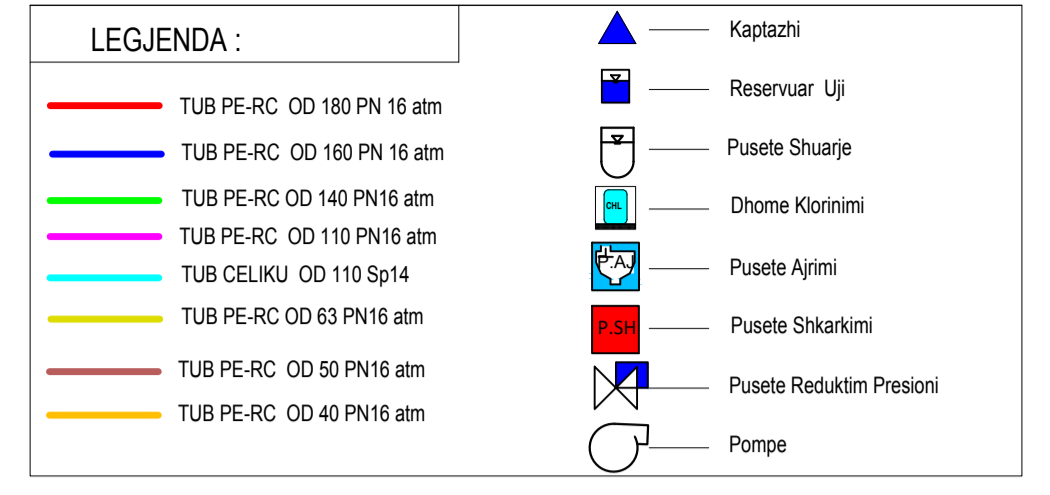 LEGJENDA :
TUB PE-RC OD 180 PN 16 atm
TUB PE-RC OD 160 PN 16 atm
TUB PE-RC OD 140 PN16 atm
TUB PE-RC OD 110 PN16 atm
TUB CELIKU OD 110 Sp14
TUB PE-RC OD 63 PN16 atm
TUB PE-RC OD 50 PN16 atm
TUB PE-RC OD 40 PN16 atm
Kaptazhi
Reservuar Uji
Pusete Shuarje
CHL
Dhome Klorinimi
P.AJ
Pusete Ajrimi
P.SH
Pusete Shkarkimi
Pusete Reduktim Presioni
Pompe